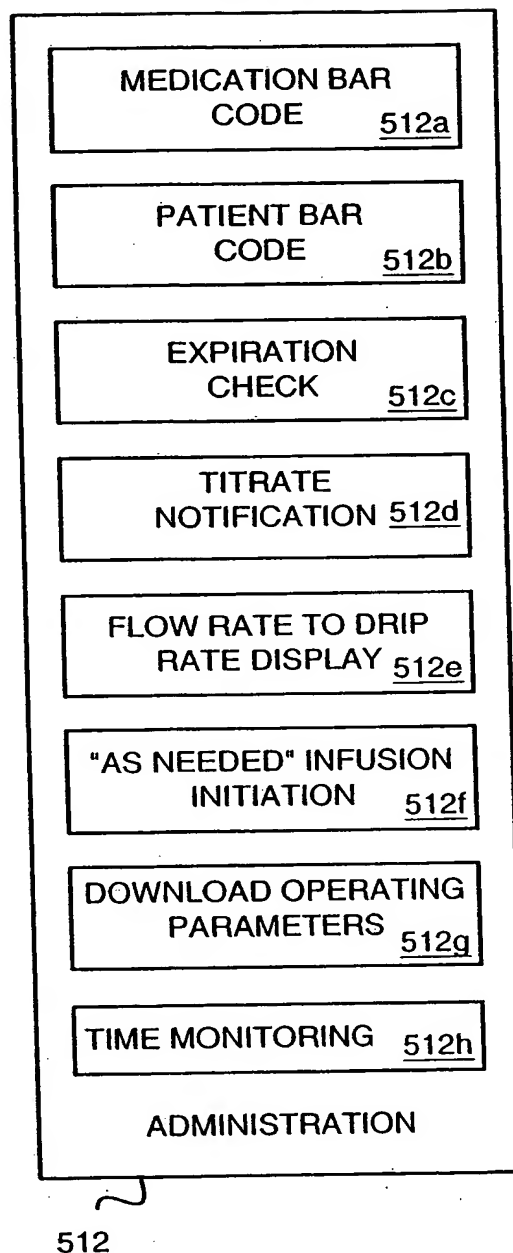 MEDICATION BAR
CODE 512a
PATIENT BAR
CODE 512b
EXPIRATION
CHECK 512c
TITRATE
NOTIFICATION 512d
FLOW RATE TO DRIP
RATE DISPLAY 512e
"AS NEEDED" INFUSION
INITIATION 512f
DOWNLOAD OPERATING
PARAMETERS 512g
TIME MONITORING 512h
ADMINISTRATION
512